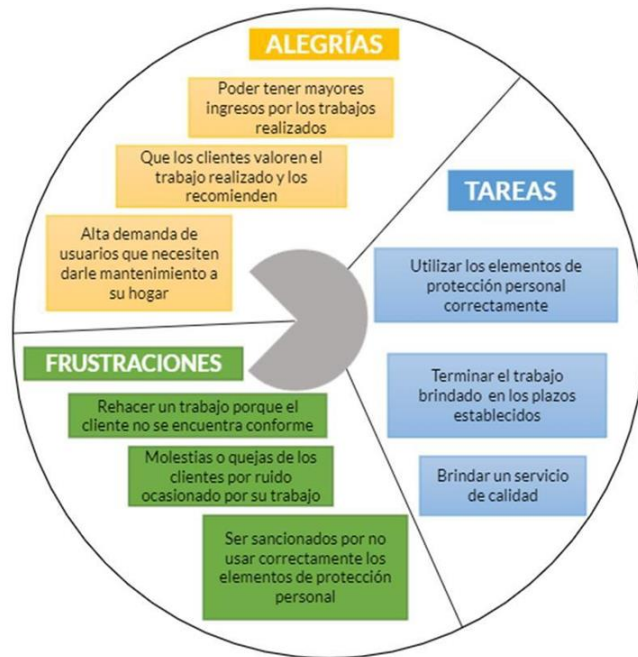 ALEGRÍAS
Poder tener mayores
ingresos por los trabajos
realizados
Que los clientes valoren el
trabajo realizado y los
recomienden
Alta demanda de
usuarios que necesiten
darle mantenimiento a
su hogar
TAREAS
Utilizar los elementos de
protección personal
correctamente
Terminar el trabajo
brindado en los plazos
establecidos
Brindar un servicio
de calidad
FRUSTRACIONES
Rehacer un trabajo porque el
cliente no se encuentra conforme
Molestias o quejas de los
clientes por ruido
ocasionado por su trabajo
Ser sancionados por no
usar correctamente los
elementos de protección
personal